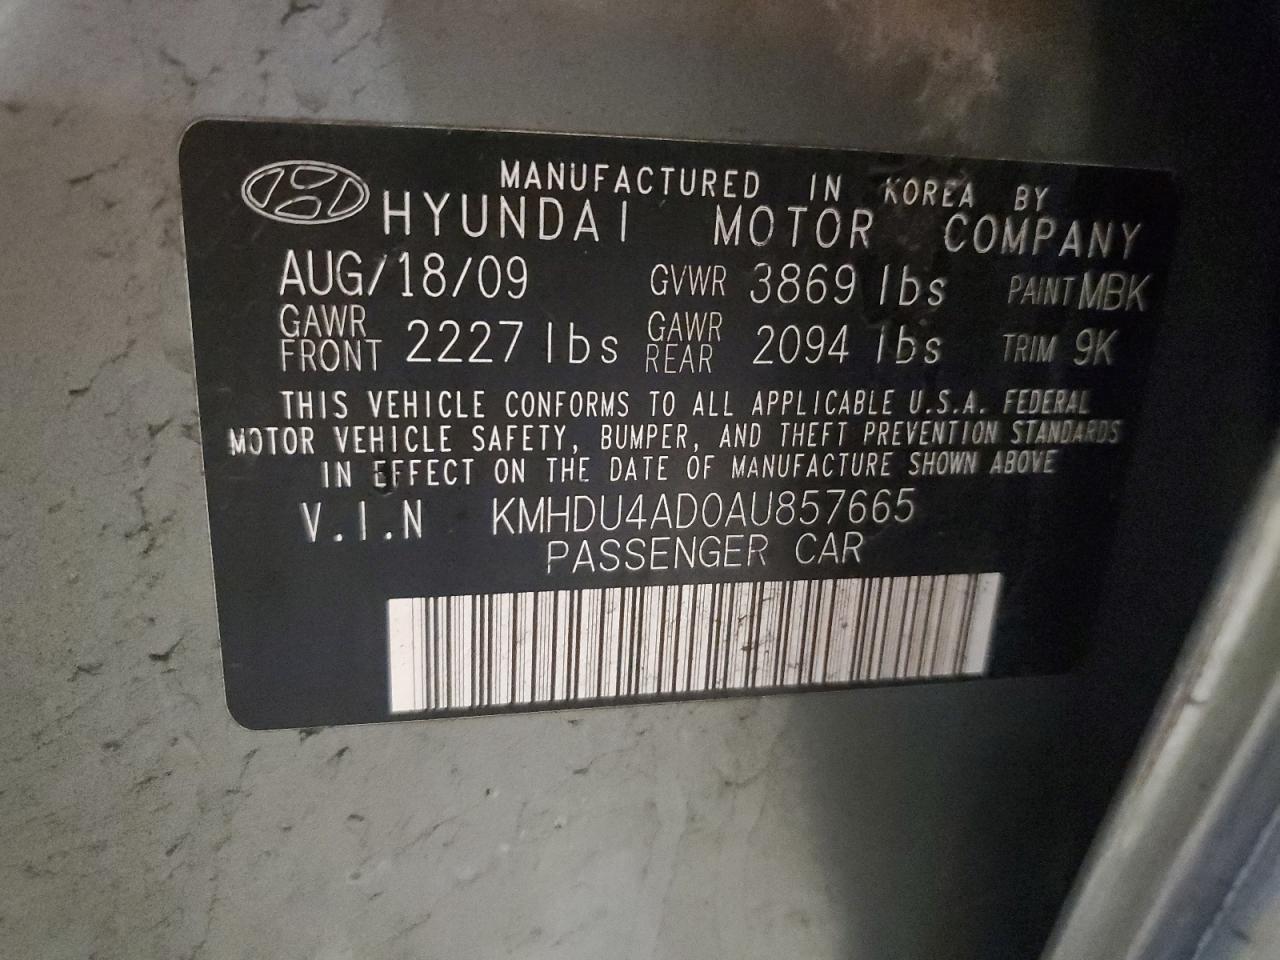 MANUFACTURED IN KOREA BY
HYUNDAI MOTOR COMPANY
AUG/18/09 GVWR 3869 lbs PAINT MBK
GAWR FRONT 2227 lbs GAWR REAR 2094 lbs TRIM 9K
THIS VEHICLE CONFORMS TO ALL APPLICABLE U.S.A. FEDERAL
MOTOR VEHICLE SAFETY, BUMPER, AND THEFT PREVENTION STANDARDS
IN EFFECT ON THE DATE OF MANUFACTURE SHOWN ABOVE
V.I.N KMHDU4AD0AU857665
PASSENGER CAR